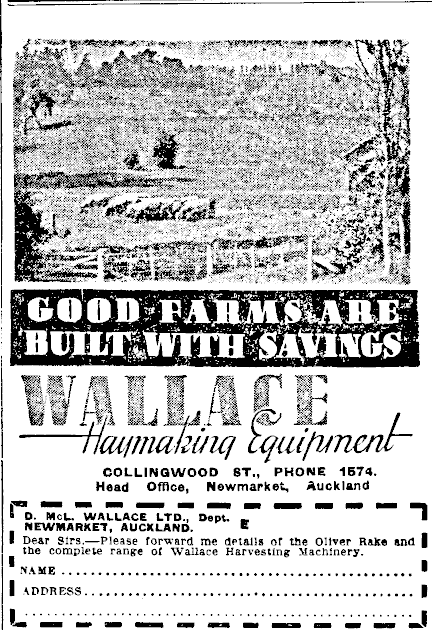 GOOD FARMS ARE
BUILT WITH SAVINGS
WALLACE
Haymaking Equipment
COLLINGWOOD ST., PHONE 1574.
Head Office, Newmarket, Auckland
D. McL. WALLACE LTD., Dept. E
NEWMARKET, AUCKLAND.
Dear Sirs.—Please forward me details of the Oliver Rake and
the complete range of Wallace Harvesting Machinery.
NAME
ADDRESS